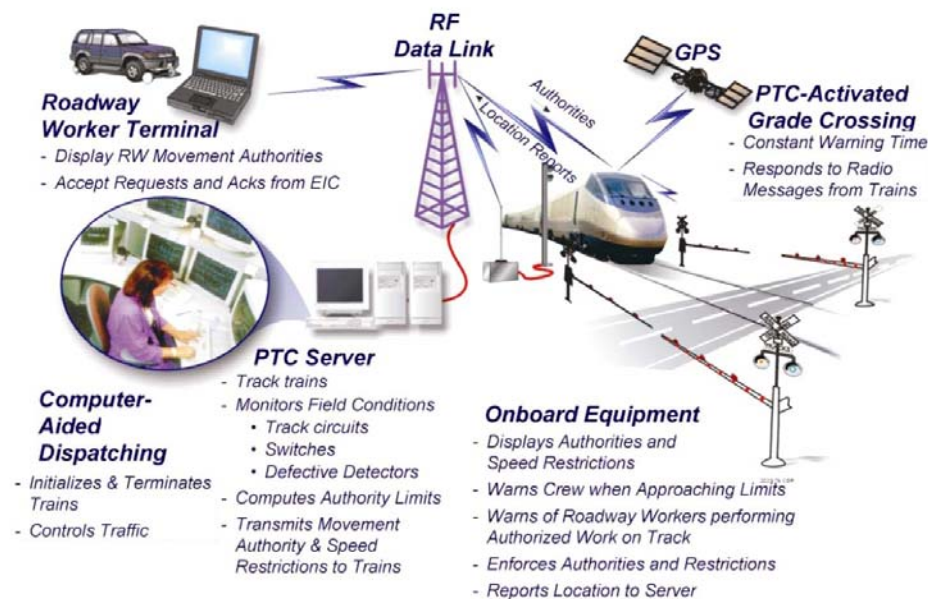 RF
Data Link
GPS
Authorities
Location Reports
Roadway
Worker Terminal
- Display RW Movement Authorities
- Accept Requests and Acks from EIC
PTC-Activated
Grade Crossing
- Constant Warning Time
- Responds to Radio
Messages from Trains
Computer-
Aided
Dispatching
- Initializes & Terminates
Trains
- Controls Traffic
PTC Server
- Track trains
- Monitors Field Conditions
• Track circuits
• Switches
• Defective Detectors
- Computes Authority Limits
- Transmits Movement
Authority & Speed
Restrictions to Trains
Onboard Equipment
- Displays Authorities and
Speed Restrictions
- Warns Crew when Approaching Limits
- Warns of Roadway Workers performing
Authorized Work on Track
- Enforces Authorities and Restrictions
- Reports Location to Server